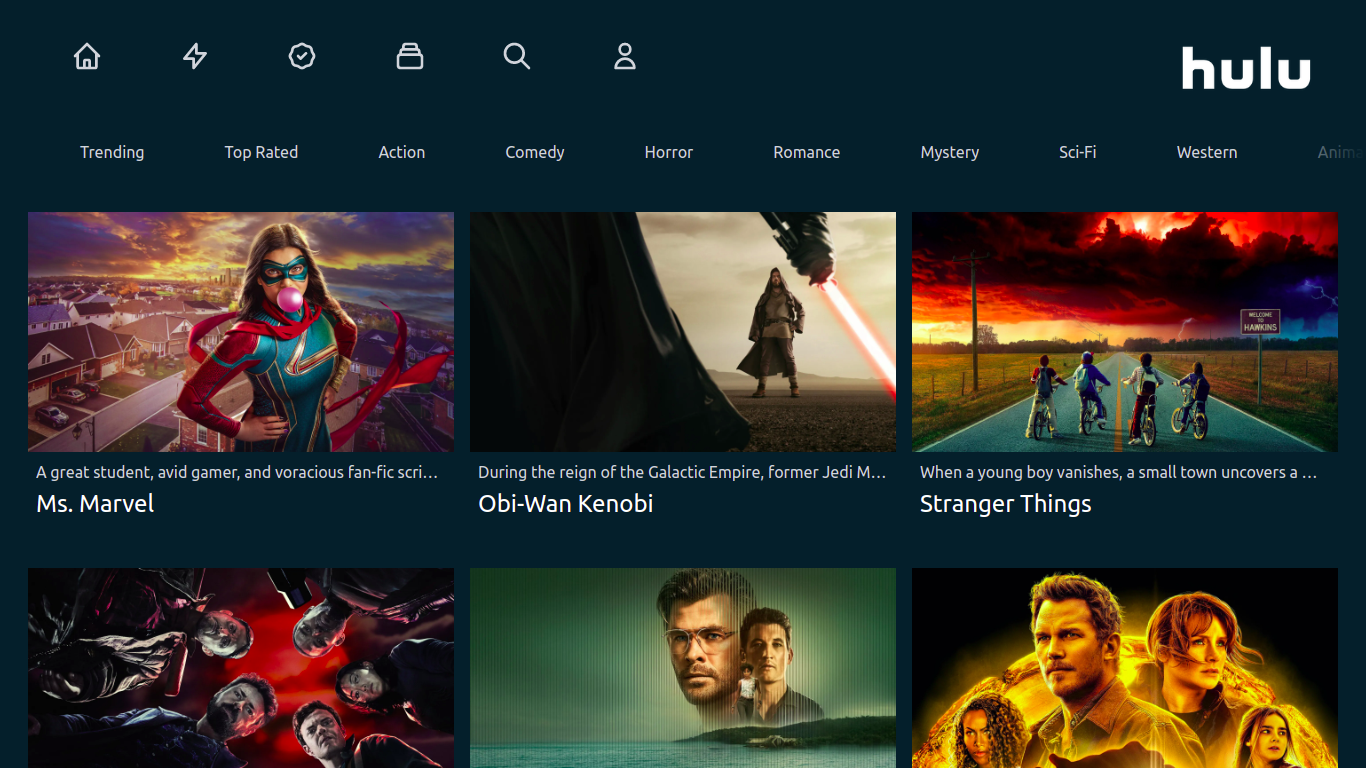 hulu
Trending
Top Rated
Action
Comedy
Horror
Romance
Mystery
Sci-Fi
Western
Anima
WELCOME
TO
HAWKINS
A great student, avid gamer, and voracious fan-fic scri…
Ms. Marvel
During the reign of the Galactic Empire, former Jedi M…
Obi-Wan Kenobi
When a young boy vanishes, a small town uncovers a …
Stranger Things